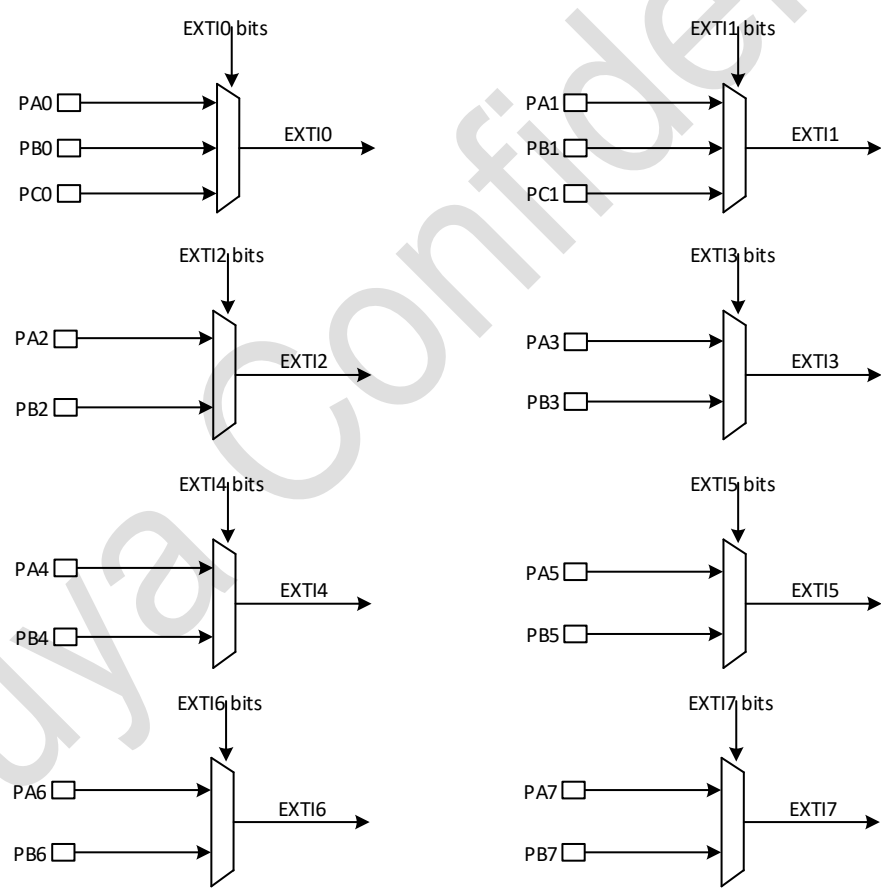 EXTI0 bits
PA0
PB0
PC0
EXTI0
EXTI1 bits
PA1
PB1
PC1
EXTI1
EXTI2 bits
PA2
PB2
EXTI2
EXTI3 bits
PA3
PB3
EXTI3
EXTI4 bits
PA4
PB4
EXTI4
EXTI5 bits
PA5
PB5
EXTI5
EXTI6 bits
PA6
PB6
EXTI6
EXTI7 bits
PA7
PB7
EXTI7